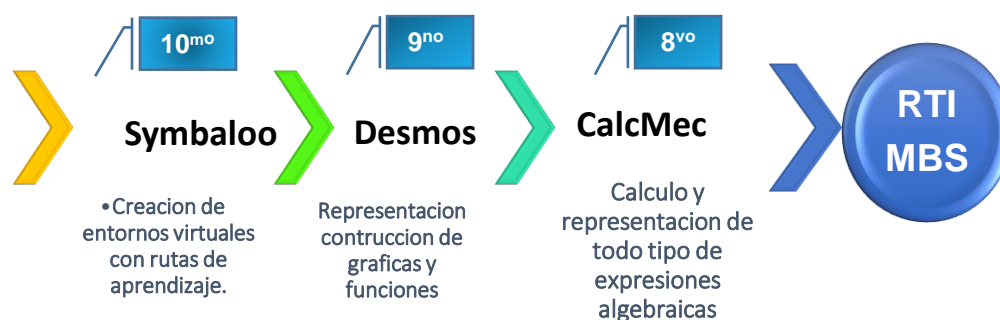 10mo
Symbaloo
•Creacion de
entornos virtuales
con rutas de
aprendizaje.
9no
Desmos
Representacion
contruccion de
graficas y
funciones
8vo
CalcMec
Calculo y
representacion de
todo tipo de
expresiones
algebraicas
RTI
MBS